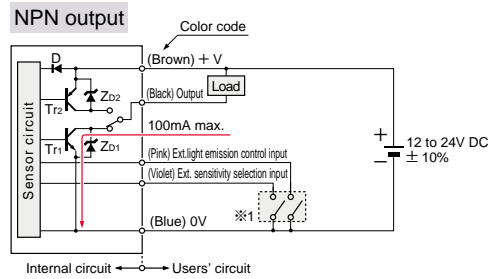 NPN output
Color code
D
(Brown) + V
Load
ZD2
(Black) Output
Tr2
100mA max.
Tr1
ZD1
Sensor circuit
(Pink) Ext.light emission control input
(Violet) Ext. sensitivity selection input
+
−
12 to 24V DC
± 10%
※1
(Blue) 0V
Internal circuit
Users' circuit